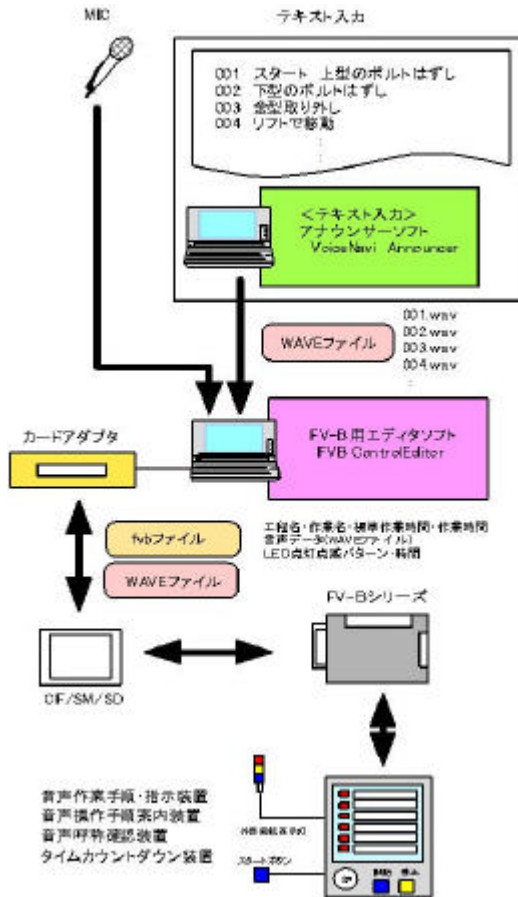 MIC
テキスト入力
001 スタート 上型のボルトはずし
002 下型のボルトはずし
003 金型取り外し
004 リフトで移動
＜テキスト入力＞
アナウンサーソフト
VoiceNavi Announcer
WAVEファイル
001.wav
002.wav
003.wav
004.wav
カードアダプタ
FV-B用エディタソフト
FVB ControlEditor
fvbファイル
WAVEファイル
工程名・作業名・標準作業時間・作業時間
音声データ(WAVEファイル)
LED点灯点滅パターン・時間
FV-Bシリーズ
CF/SM/SD
音声作業手順・指示装置
音声操作手順案内装置
音声呼称確認装置
タイムカウントダウン装置
スタートボタン
開始